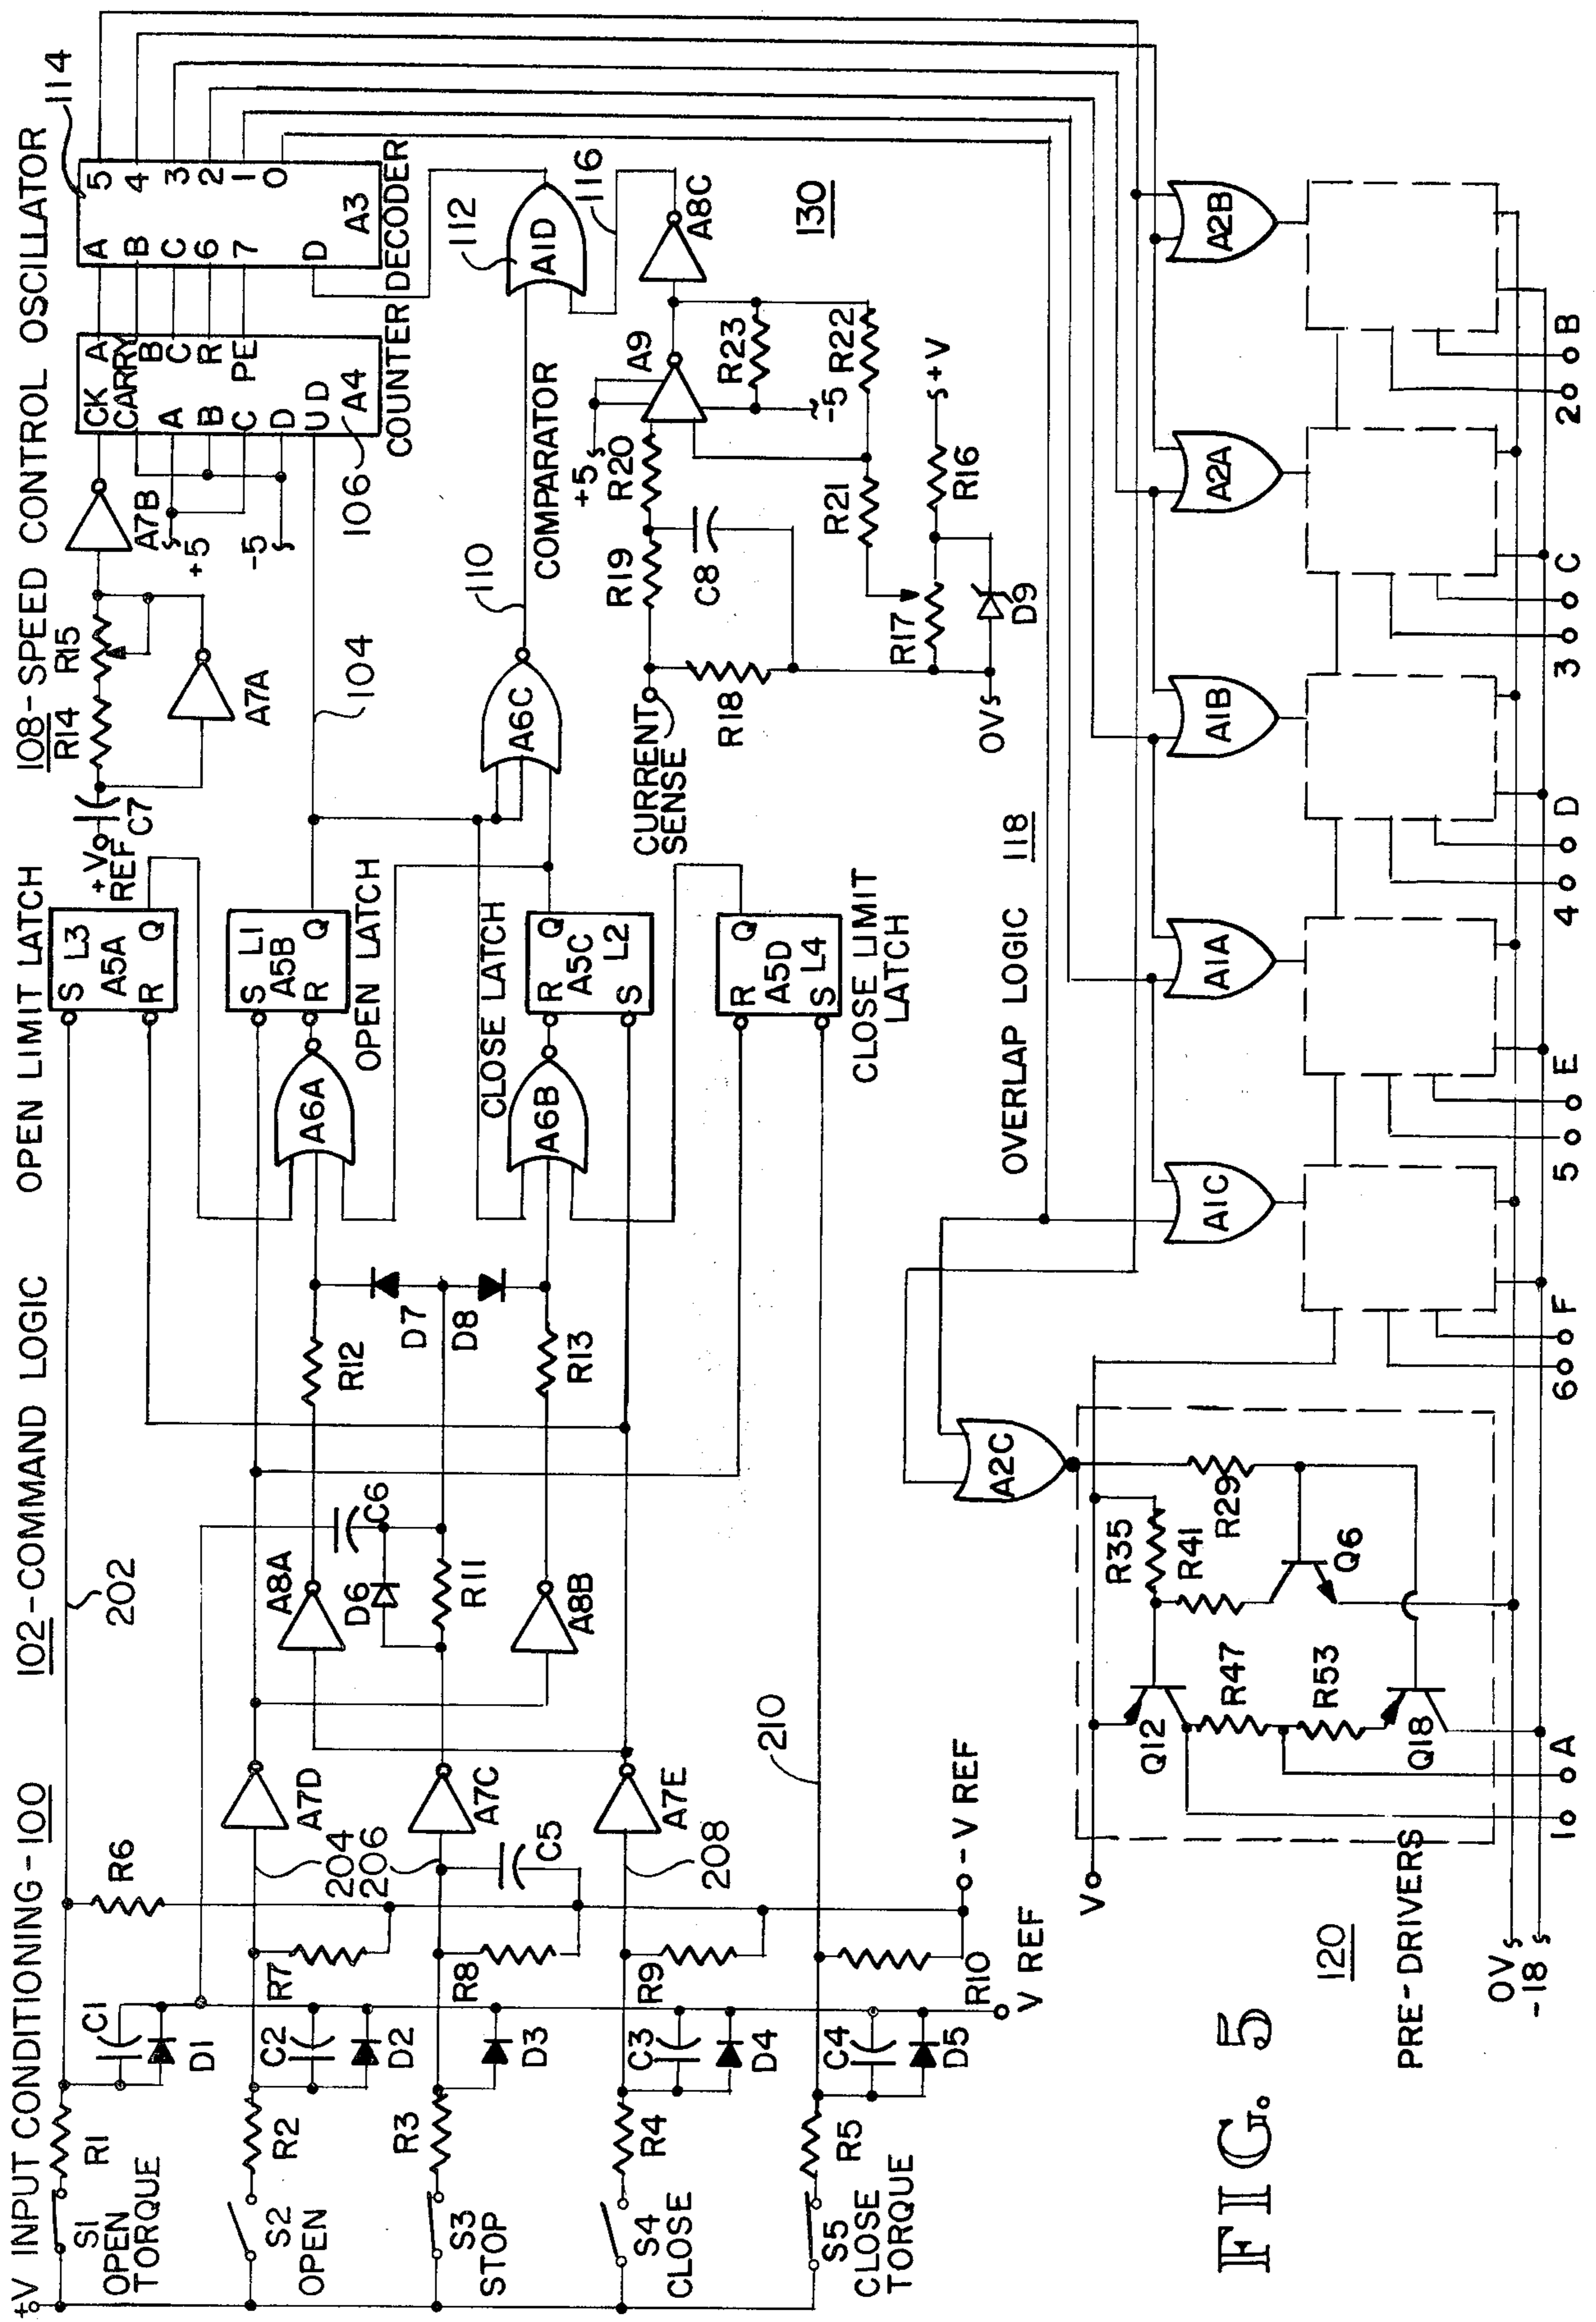 +V INPUT CONDITIONING - 100
102-COMMAND LOGIC
OPEN LIMIT LATCH
108-SPEED CONTROL OSCILLATOR
S1
OPEN
TORQUE
R1
C1
D1
R6
202
S2
OPEN
R2
C2
D2
R7
204
A7D
S3
STOP
R3
D3
R8
206
C5
A7C
S4
CLOSE
R4
C3
D4
R9
208
A7E
S5
CLOSE
TORQUE
R5
C4
D5
R10
210
V REF
- V REF
A8A
D6
C6
R11
A8B
R12
D7
D8
R13
A6A
A6B
S L3
A5A
R Q
S L1
A5B
R Q
OPEN LATCH
CLOSE LATCH
R Q
A5C
S L2
R Q
A5D
S L4
CLOSE LIMIT
LATCH
+V
REF
C7
R14
R15
A7A
A7B
+5
-5
104
106
CK A
CARRY
A B
B C
C R
D PE
U D
A4
COUNTER
A 5
B 4
C 3
6 2
7 1
D 0
A3
DECODER
114
A6C
110
COMPARATOR
112
A1D
116
A8C
CURRENT
SENSE
R18
R19
C8
R20
+5
A9
R23
-5
R22
R21
R17
R16
+V
D9
0V
130
OVERLAP LOGIC 118
A2C
A1C
A1A
A1B
A2A
A2B
V
R35
R41
R29
Q6
Q12
R47
R53
Q18
120
PRE-DRIVERS
0V
-18
1 A
6 F
5 E
4 D
3 C
2 B
FIG. 5